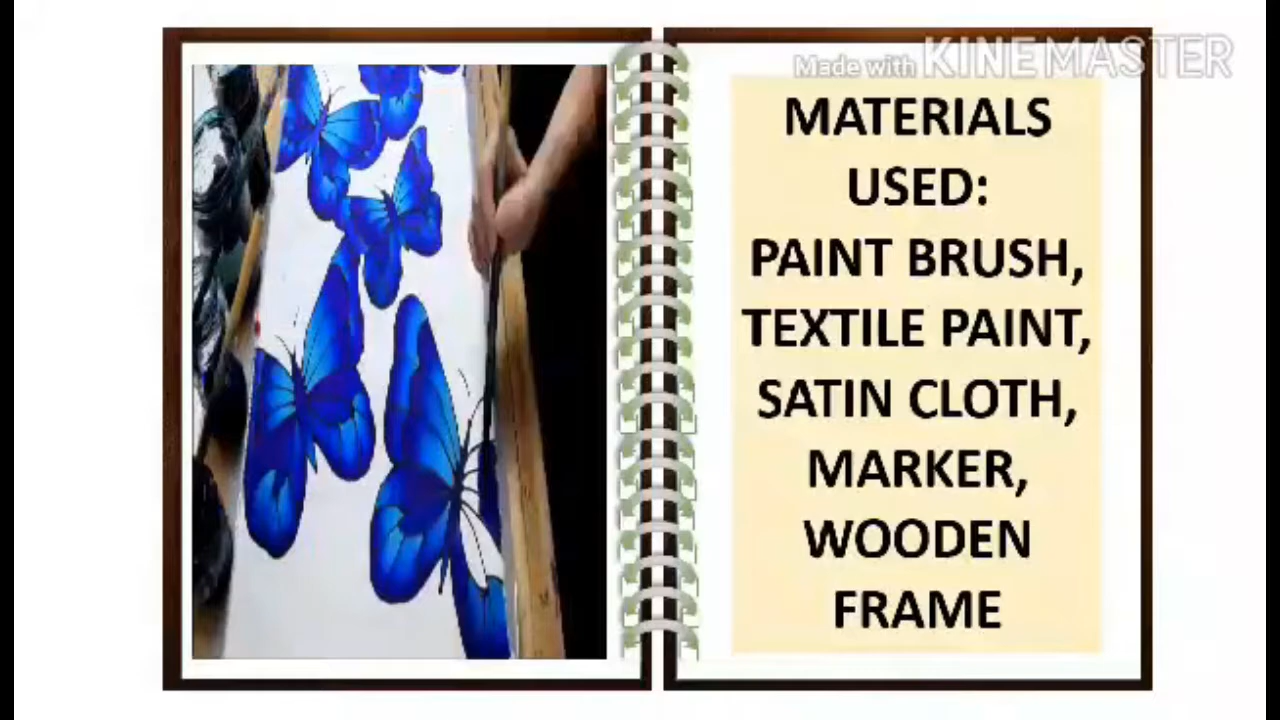 Made with KINEMASTER
MATERIALS
USED:
PAINT BRUSH,
TEXTILE PAINT,
SATIN CLOTH,
MARKER,
WOODEN
FRAME